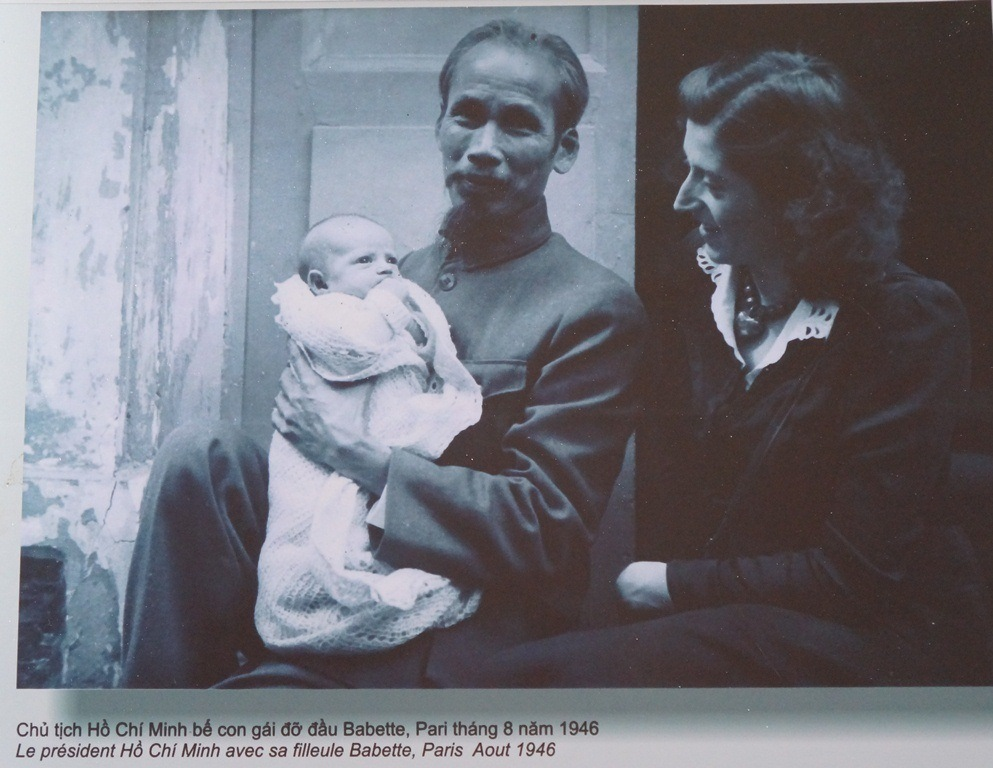 Chủ tịch Hồ Chí Minh bế con gái đỡ đầu Babette, Pari tháng 8 năm 1946
Le président Hồ Chí Minh avec sa filleule Babette, Paris Aout 1946